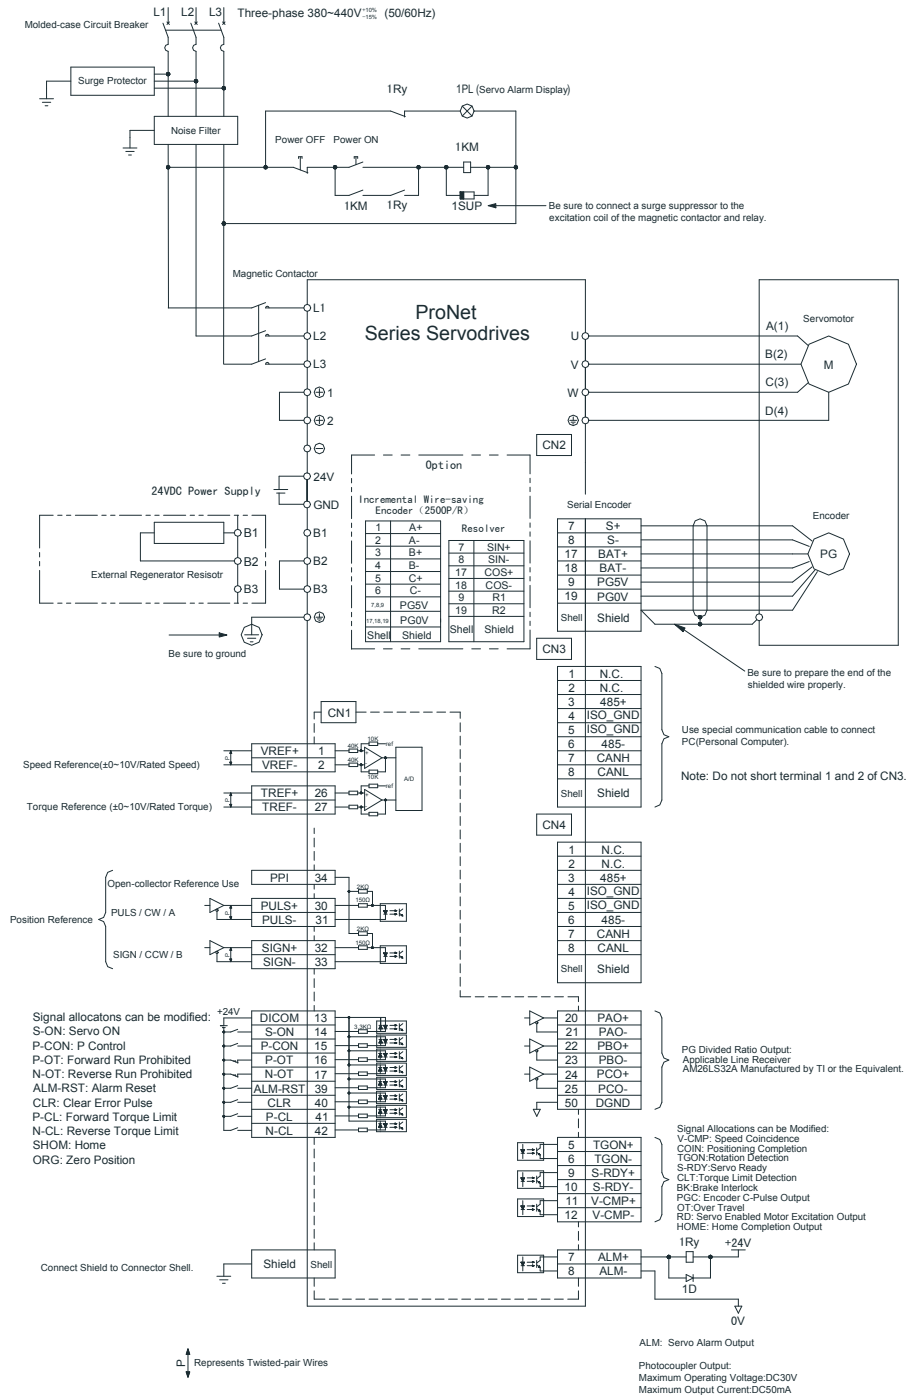 L1 L2 L3 Three-phase 380~440V +10% -15% (50/60Hz)
Molded-case Circuit Breaker
Surge Protector
Noise Filter
1Ry
1PL (Servo Alarm Display)
Power OFF Power ON
1KM
1KM 1Ry 1SUP
Be sure to connect a surge suppressor to the
excitation coil of the magnetic contactor and relay.
Magnetic Contactor
ProNet
Series Servodrives
L1
L2
L3
1
2
24V
GND
B1
B2
B3
24VDC Power Supply
B1
B2
B3
External Regenerator Resisotr
Be sure to ground
U
V
W
A(1)
B(2)
C(3)
D(4)
Servomotor
M
CN2
Option
Incremental Wire-saving
Encoder (2500P/R)
1 A+
2 A-
3 B+
4 B-
5 C+
6 C-
7,8,9 PG5V
17,18,19 PG0V
Shell Shield
Resolver
7 SIN+
8 SIN-
17 COS+
18 COS-
9 R1
19 R2
Shell Shield
Serial Encoder
7 S+
8 S-
17 BAT+
18 BAT-
9 PG5V
19 PG0V
Shell Shield
Encoder
PG
Be sure to prepare the end of the
shielded wire properly.
CN3
1 N.C.
2 N.C.
3 485+
4 ISO_GND
5 ISO_GND
6 485-
7 CANH
8 CANL
Shell Shield
Use special communication cable to connect
PC(Personal Computer).
Note: Do not short terminal 1 and 2 of CN3.
CN4
1 N.C.
2 N.C.
3 485+
4 ISO_GND
5 ISO_GND
6 485-
7 CANH
8 CANL
Shell Shield
CN1
Speed Reference(±0~10V/Rated Speed)
P
VREF+ 1
VREF- 2
40K
40K
10K
ref
10K
A/D
Torque Reference (±0~10V/Rated Torque)
P
TREF+ 26
TREF- 27
ref
Position Reference
Open-collector Reference Use
PULS / CW / A
SIGN / CCW / B
P
P
PPI 34
PULS+ 30
PULS- 31
SIGN+ 32
SIGN- 33
2KΩ
150Ω
2KΩ
150Ω
Signal allocatons can be modified:
S-ON: Servo ON
P-CON: P Control
P-OT: Forward Run Prohibited
N-OT: Reverse Run Prohibited
ALM-RST: Alarm Reset
CLR: Clear Error Pulse
P-CL: Forward Torque Limit
N-CL: Reverse Torque Limit
SHOM: Home
ORG: Zero Position
+24V
DICOM 13
S-ON 14
P-CON 15
P-OT 16
N-OT 17
ALM-RST 39
CLR 40
P-CL 41
N-CL 42
3.3KΩ
20 PAO+
21 PAO-
22 PBO+
23 PBO-
24 PCO+
25 PCO-
50 DGND
PG Divided Ratio Output:
Applicable Line Receiver
AM26LS32A Manufactured by TI or the Equivalent.
5 TGON+
6 TGON-
9 S-RDY+
10 S-RDY-
11 V-CMP+
12 V-CMP-
Signal Allocations can be Modified:
V-CMP: Speed Coincidence
COIN: Positioning Completion
TGON:Rotation Detection
S-RDY:Servo Ready
CLT:Torque Limit Detection
BK:Brake Interlock
PGC: Encoder C-Pulse Output
OT:Over Travel
RD: Servo Enabled Motor Excitation Output
HOME: Home Completion Output
7 ALM+
8 ALM-
1Ry
+24V
1D
0V
Connect Shield to Connector Shell.
Shield Shell
ALM: Servo Alarm Output
P Represents Twisted-pair Wires
Photocoupler Output:
Maximum Operating Voltage:DC30V
Maximum Output Current:DC50mA